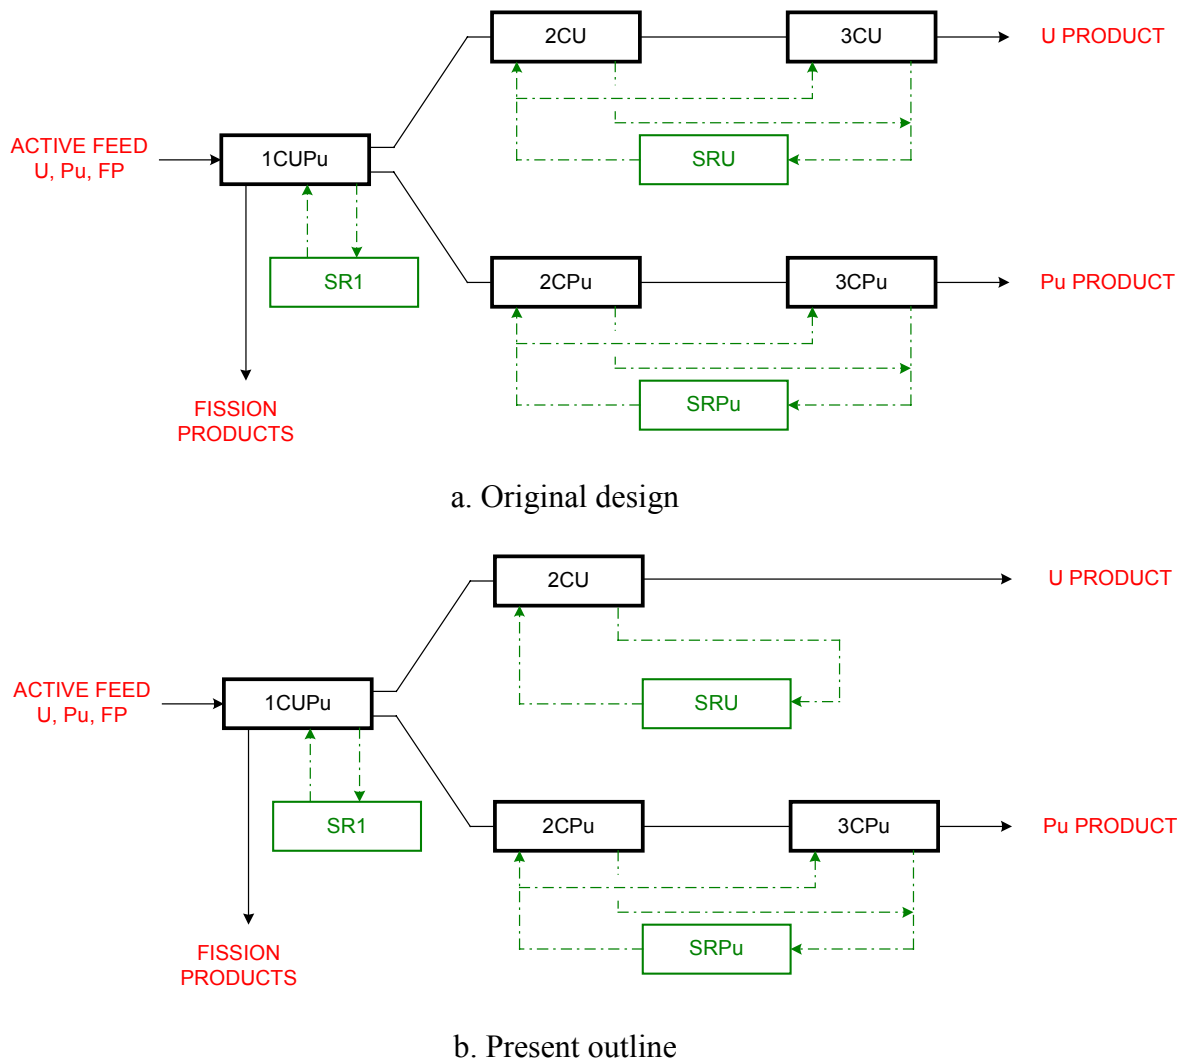 2CU
3CU
U PRODUCT
ACTIVE FEED
U, Pu, FP
1CUPu
SRU
SR1
2CPu
3CPu
Pu PRODUCT
SRPu
FISSION
PRODUCTS
a. Original design
2CU
U PRODUCT
ACTIVE FEED
U, Pu, FP
1CUPu
SRU
SR1
2CPu
3CPu
Pu PRODUCT
SRPu
FISSION
PRODUCTS
b. Present outline